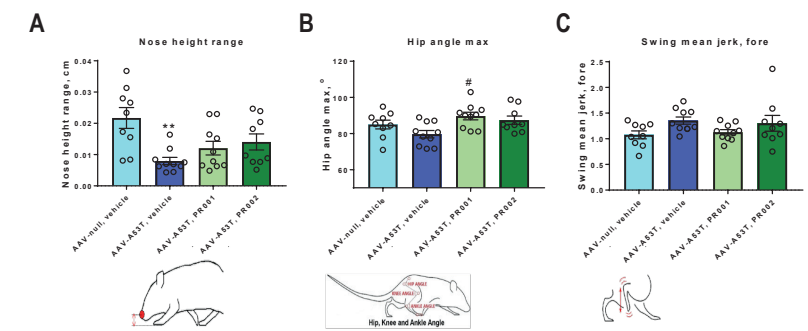 A
Nose height range
Nose height range, cm
0.04
0.03
0.02
0.01
0.00
**
AAV-null, vehicle
AAV-A53T, vehicle
AAV-A53T, PR001
AAV-A53T, PR002
B
Hip angle max
Hip angle max, °
120
100
80
60
#
AAV-null, vehicle
AAV-A53T, vehicle
AAV-A53T, PR001
AAV-A53T, PR002
HIP ANGLE
KNEE ANGLE
ANKLE ANGLE
Hip, Knee and Ankle Angle
C
Swing mean jerk, fore
Swing mean jerk, fore
2.5
2.0
1.5
1.0
0.5
0.0
AAV-null, vehicle
AAV-A53T, vehicle
AAV-A53T, PR001
AAV-A53T, PR002